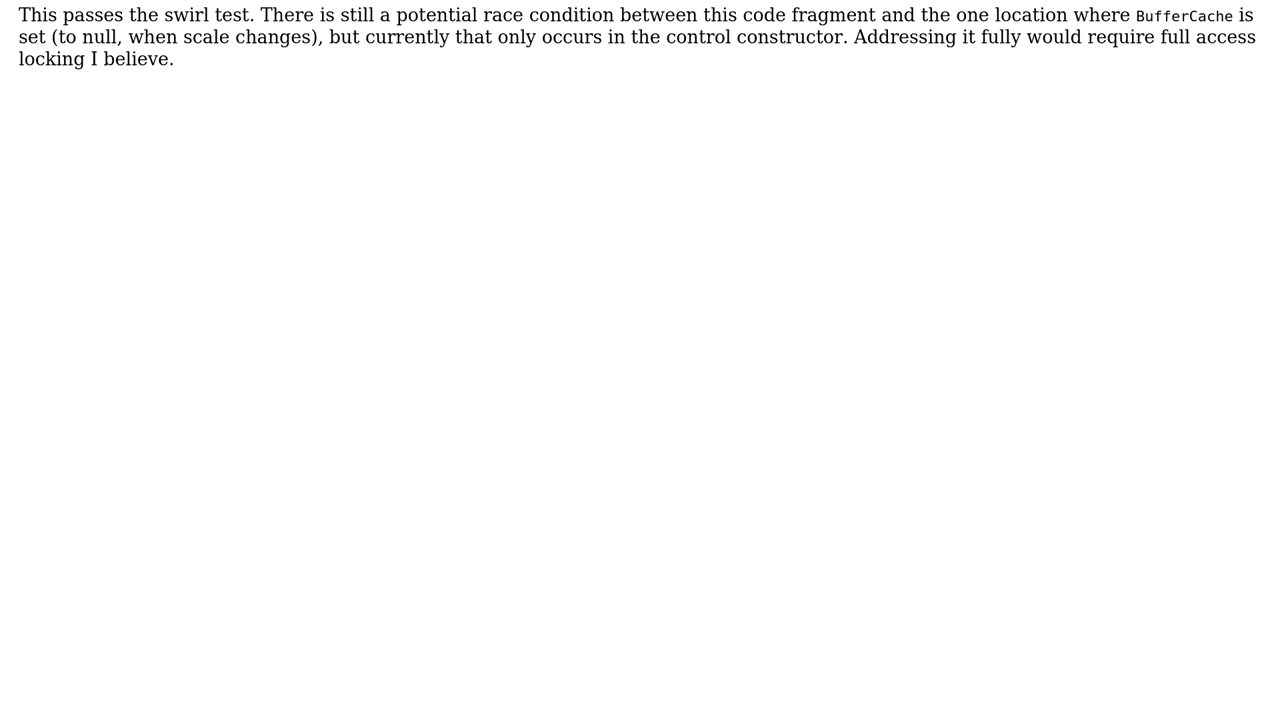 This passes the swirl test. There is still a potential race condition between this code fragment and the one location where BufferCache is
set (to null, when scale changes), but currently that only occurs in the control constructor. Addressing it fully would require full access
locking I believe.